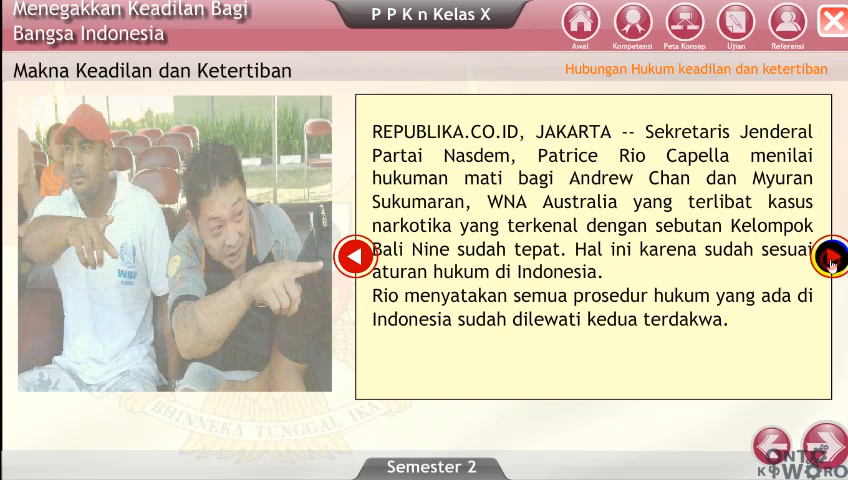 Menegakkan Keadilan Bagi
Bangsa Indonesia
P P K n Kelas X
Awal
Kompetensi
Peta Konsep
Ujian
Referensi
Makna Keadilan dan Ketertiban
Hubungan Hukum keadilan dan ketertiban
REPUBLIKA.CO.ID, JAKARTA -- Sekretaris Jenderal
Partai Nasdem, Patrice Rio Capella menilai
hukuman mati bagi Andrew Chan dan Myuran
Sukumaran, WNA Australia yang terlibat kasus
narkotika yang terkenal dengan sebutan Kelompok
Bali Nine sudah tepat. Hal ini karena sudah sesuai
aturan hukum di Indonesia.
Rio menyatakan semua prosedur hukum yang ada di
Indonesia sudah dilewati kedua terdakwa.
BHINNEKA TUNGGAL IKA
Semester 2
ONTO
KOWORO